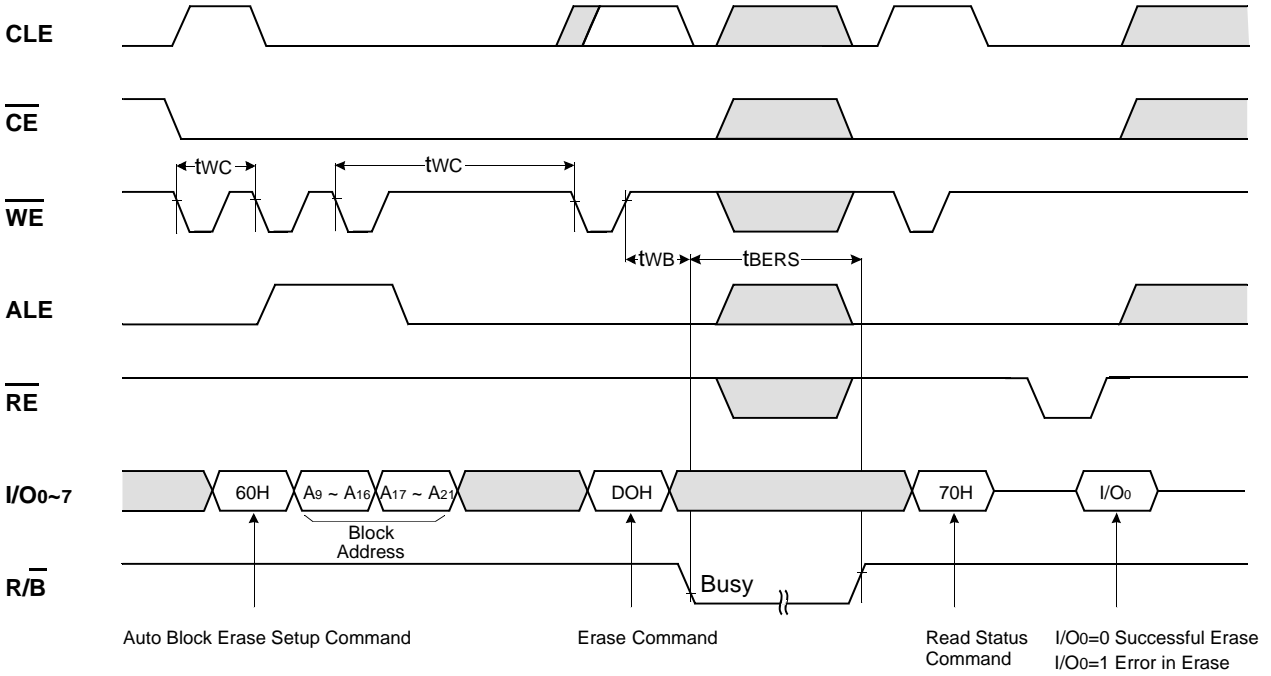 CLE
CE
tWC
tWC
WE
tWB
tBERS
ALE
RE
I/O0~7
60H
A9 ~ A16
A17 ~ A21
DOH
70H
I/O0
Block
Address
R/B
Busy
Auto Block Erase Setup Command
Erase Command
Read Status
Command
I/O0=0 Successful Erase
I/O0=1 Error in Erase